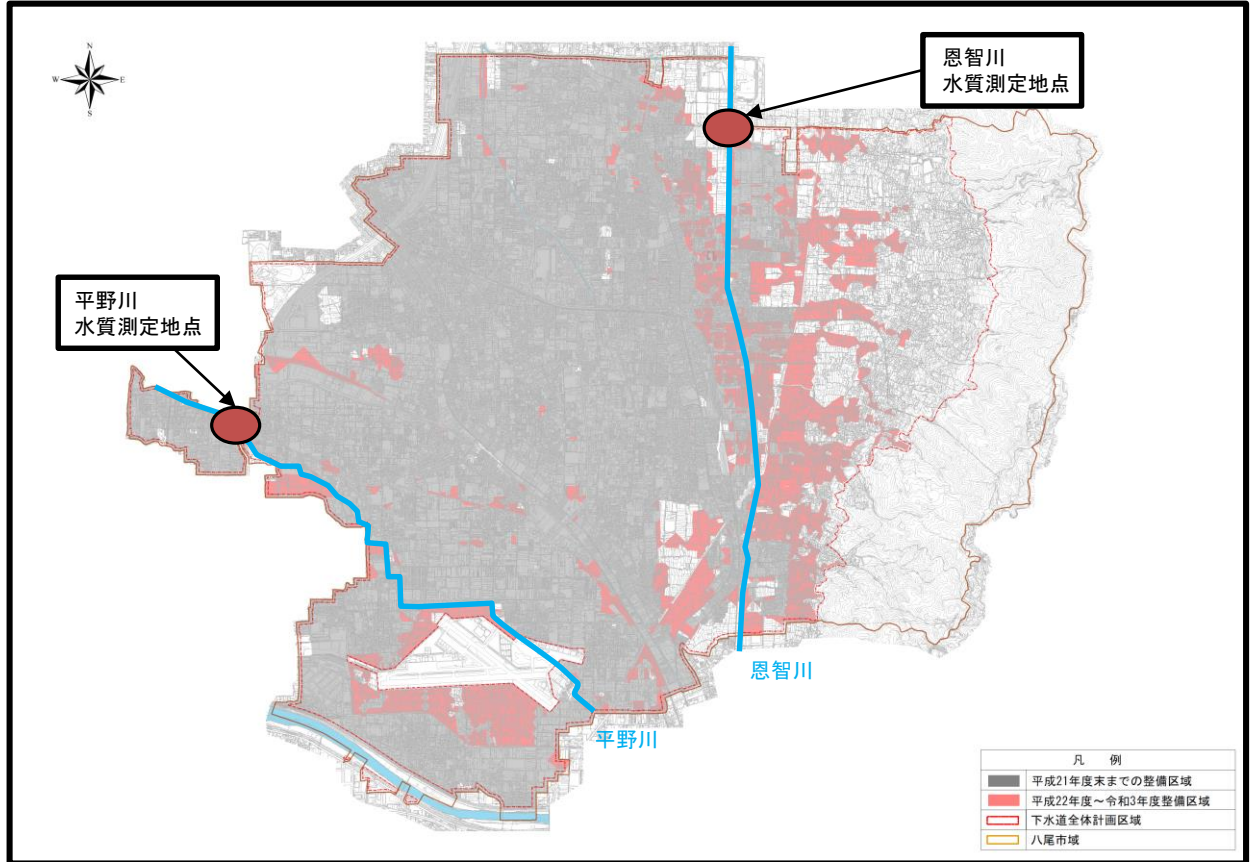 N
W
E
S
恩智川
水質測定地点
平野川
水質測定地点
恩智川
平野川
凡 例
平成21年度末までの整備区域
平成22年度～令和3年度整備区域
下水道全体計画区域
八尾市域